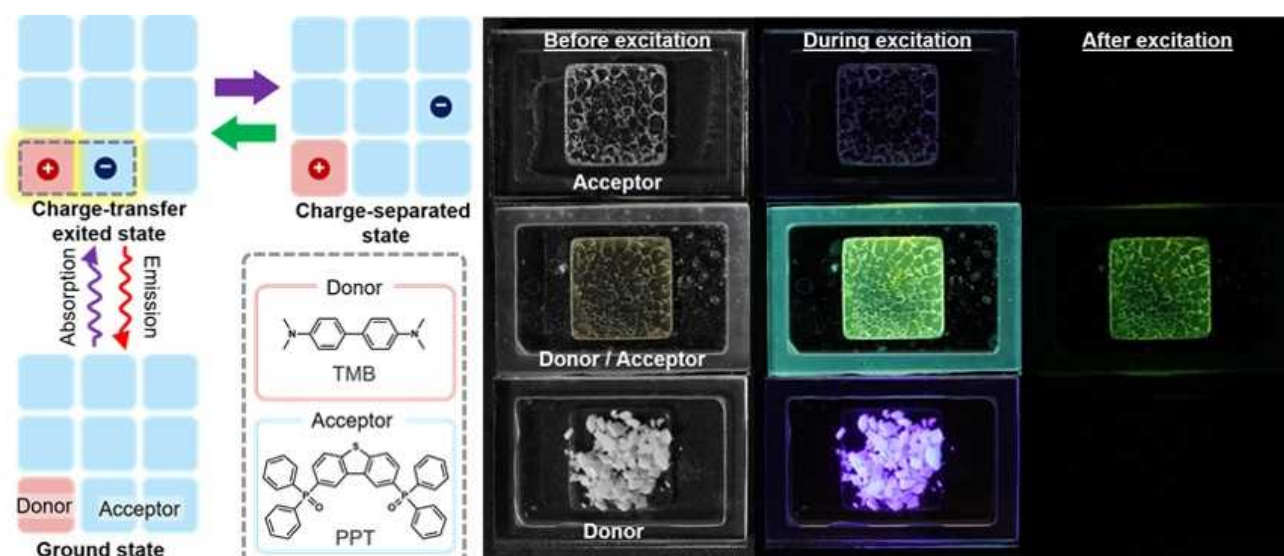 Charge-transfer
exited state
Charge-separated
state
Absorption
Emission
Donor
Acceptor
Ground state
Donor
N
N
TMB
Acceptor
S
P
O
P
O
PPT
Before excitation
During excitation
After excitation
Acceptor
Donor / Acceptor
Donor